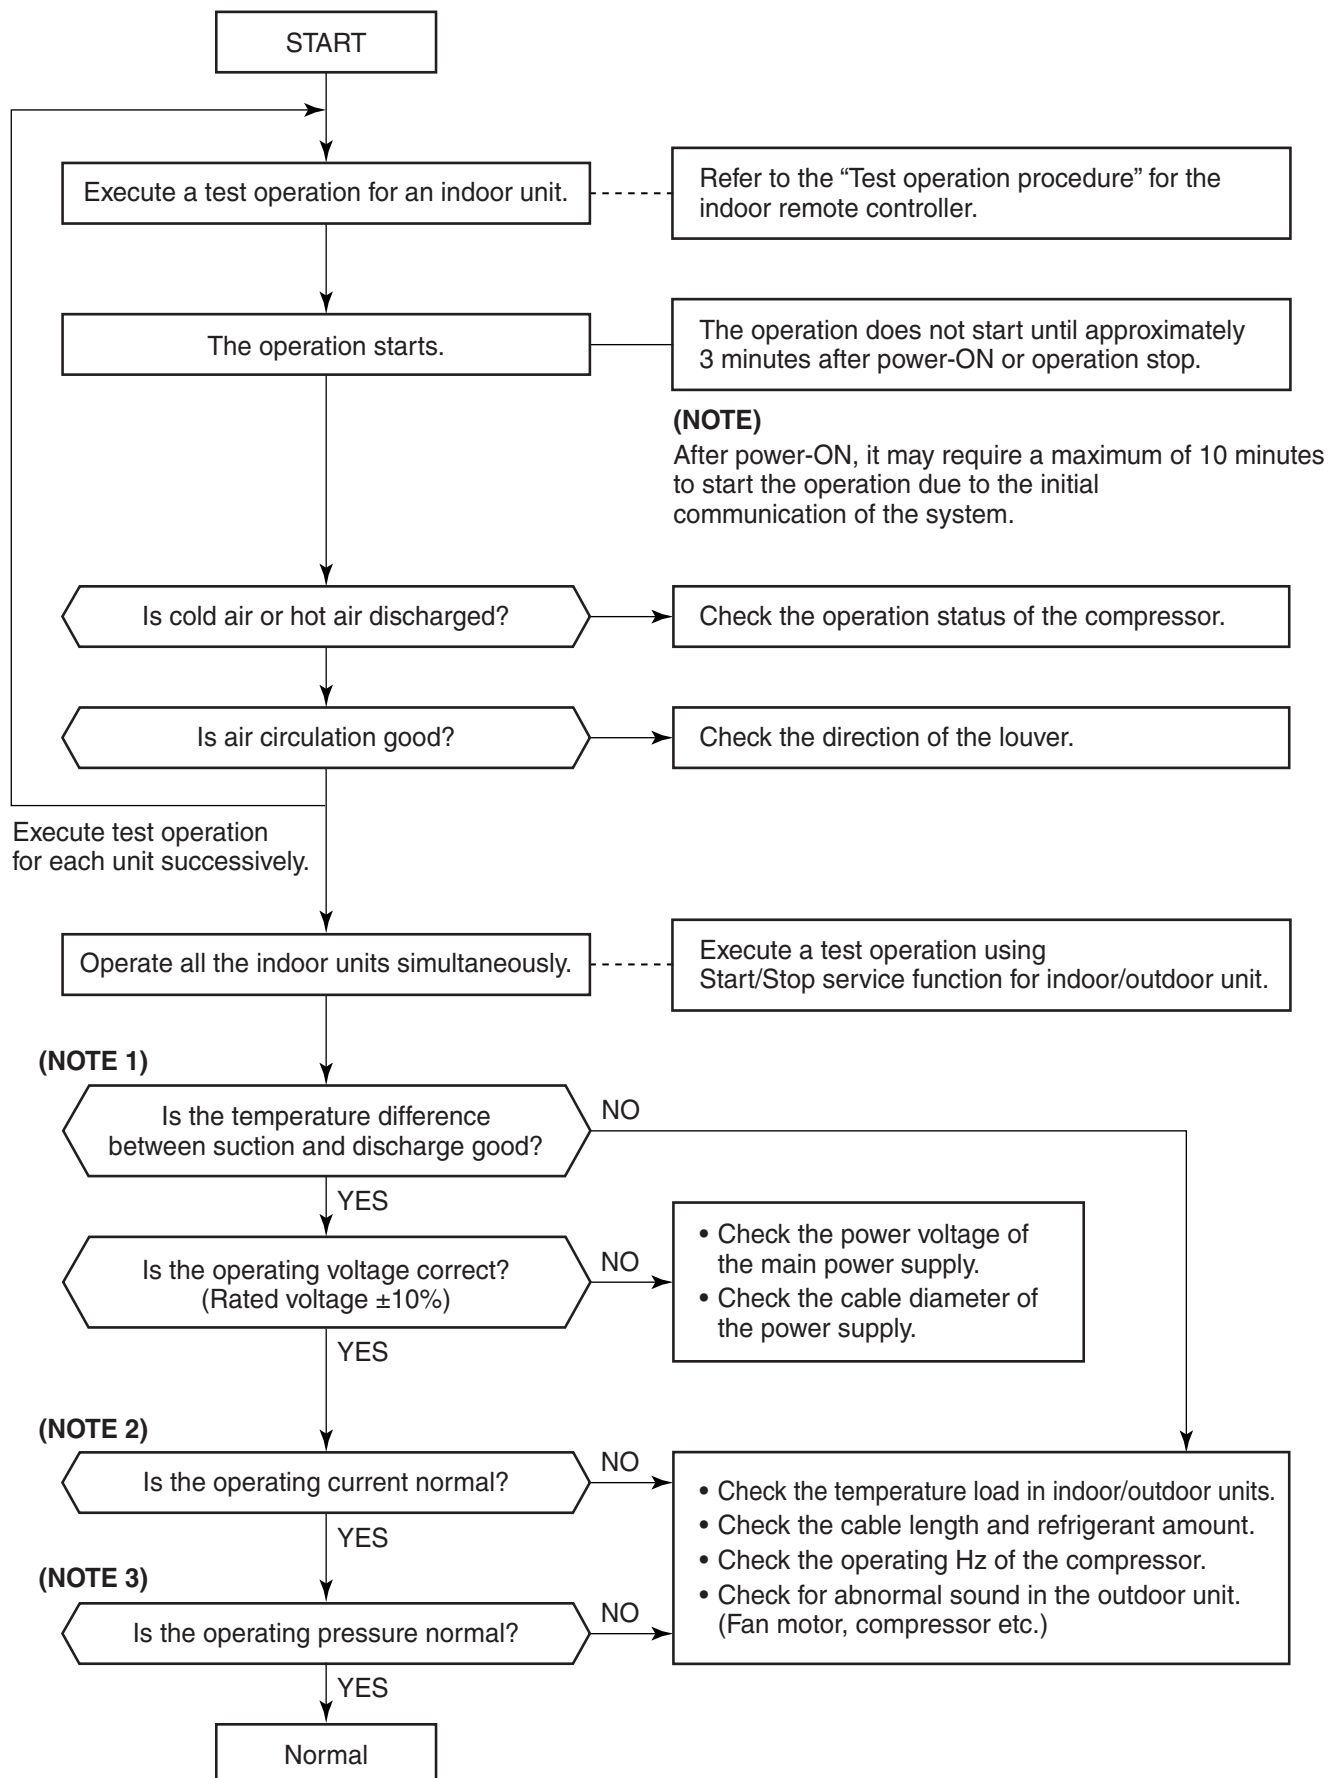 START
Execute a test operation for an indoor unit.
Refer to the “Test operation procedure” for the
indoor remote controller.
The operation starts.
The operation does not start until approximately
3 minutes after power-ON or operation stop.
(NOTE)
After power-ON, it may require a maximum of 10 minutes
to start the operation due to the initial
communication of the system.
Is cold air or hot air discharged?
Check the operation status of the compressor.
Is air circulation good?
Check the direction of the louver.
Execute test operation
for each unit successively.
Operate all the indoor units simultaneously.
Execute a test operation using
Start/Stop service function for indoor/outdoor unit.
(NOTE 1)
Is the temperature difference
between suction and discharge good?
NO
YES
Is the operating voltage correct?
(Rated voltage ±10%)
NO
• Check the power voltage of
the main power supply.
• Check the cable diameter of
the power supply.
YES
(NOTE 2)
Is the operating current normal?
NO
• Check the temperature load in indoor/outdoor units.
• Check the cable length and refrigerant amount.
• Check the operating Hz of the compressor.
• Check for abnormal sound in the outdoor unit.
(Fan motor, compressor etc.)
YES
(NOTE 3)
Is the operating pressure normal?
NO
YES
Normal